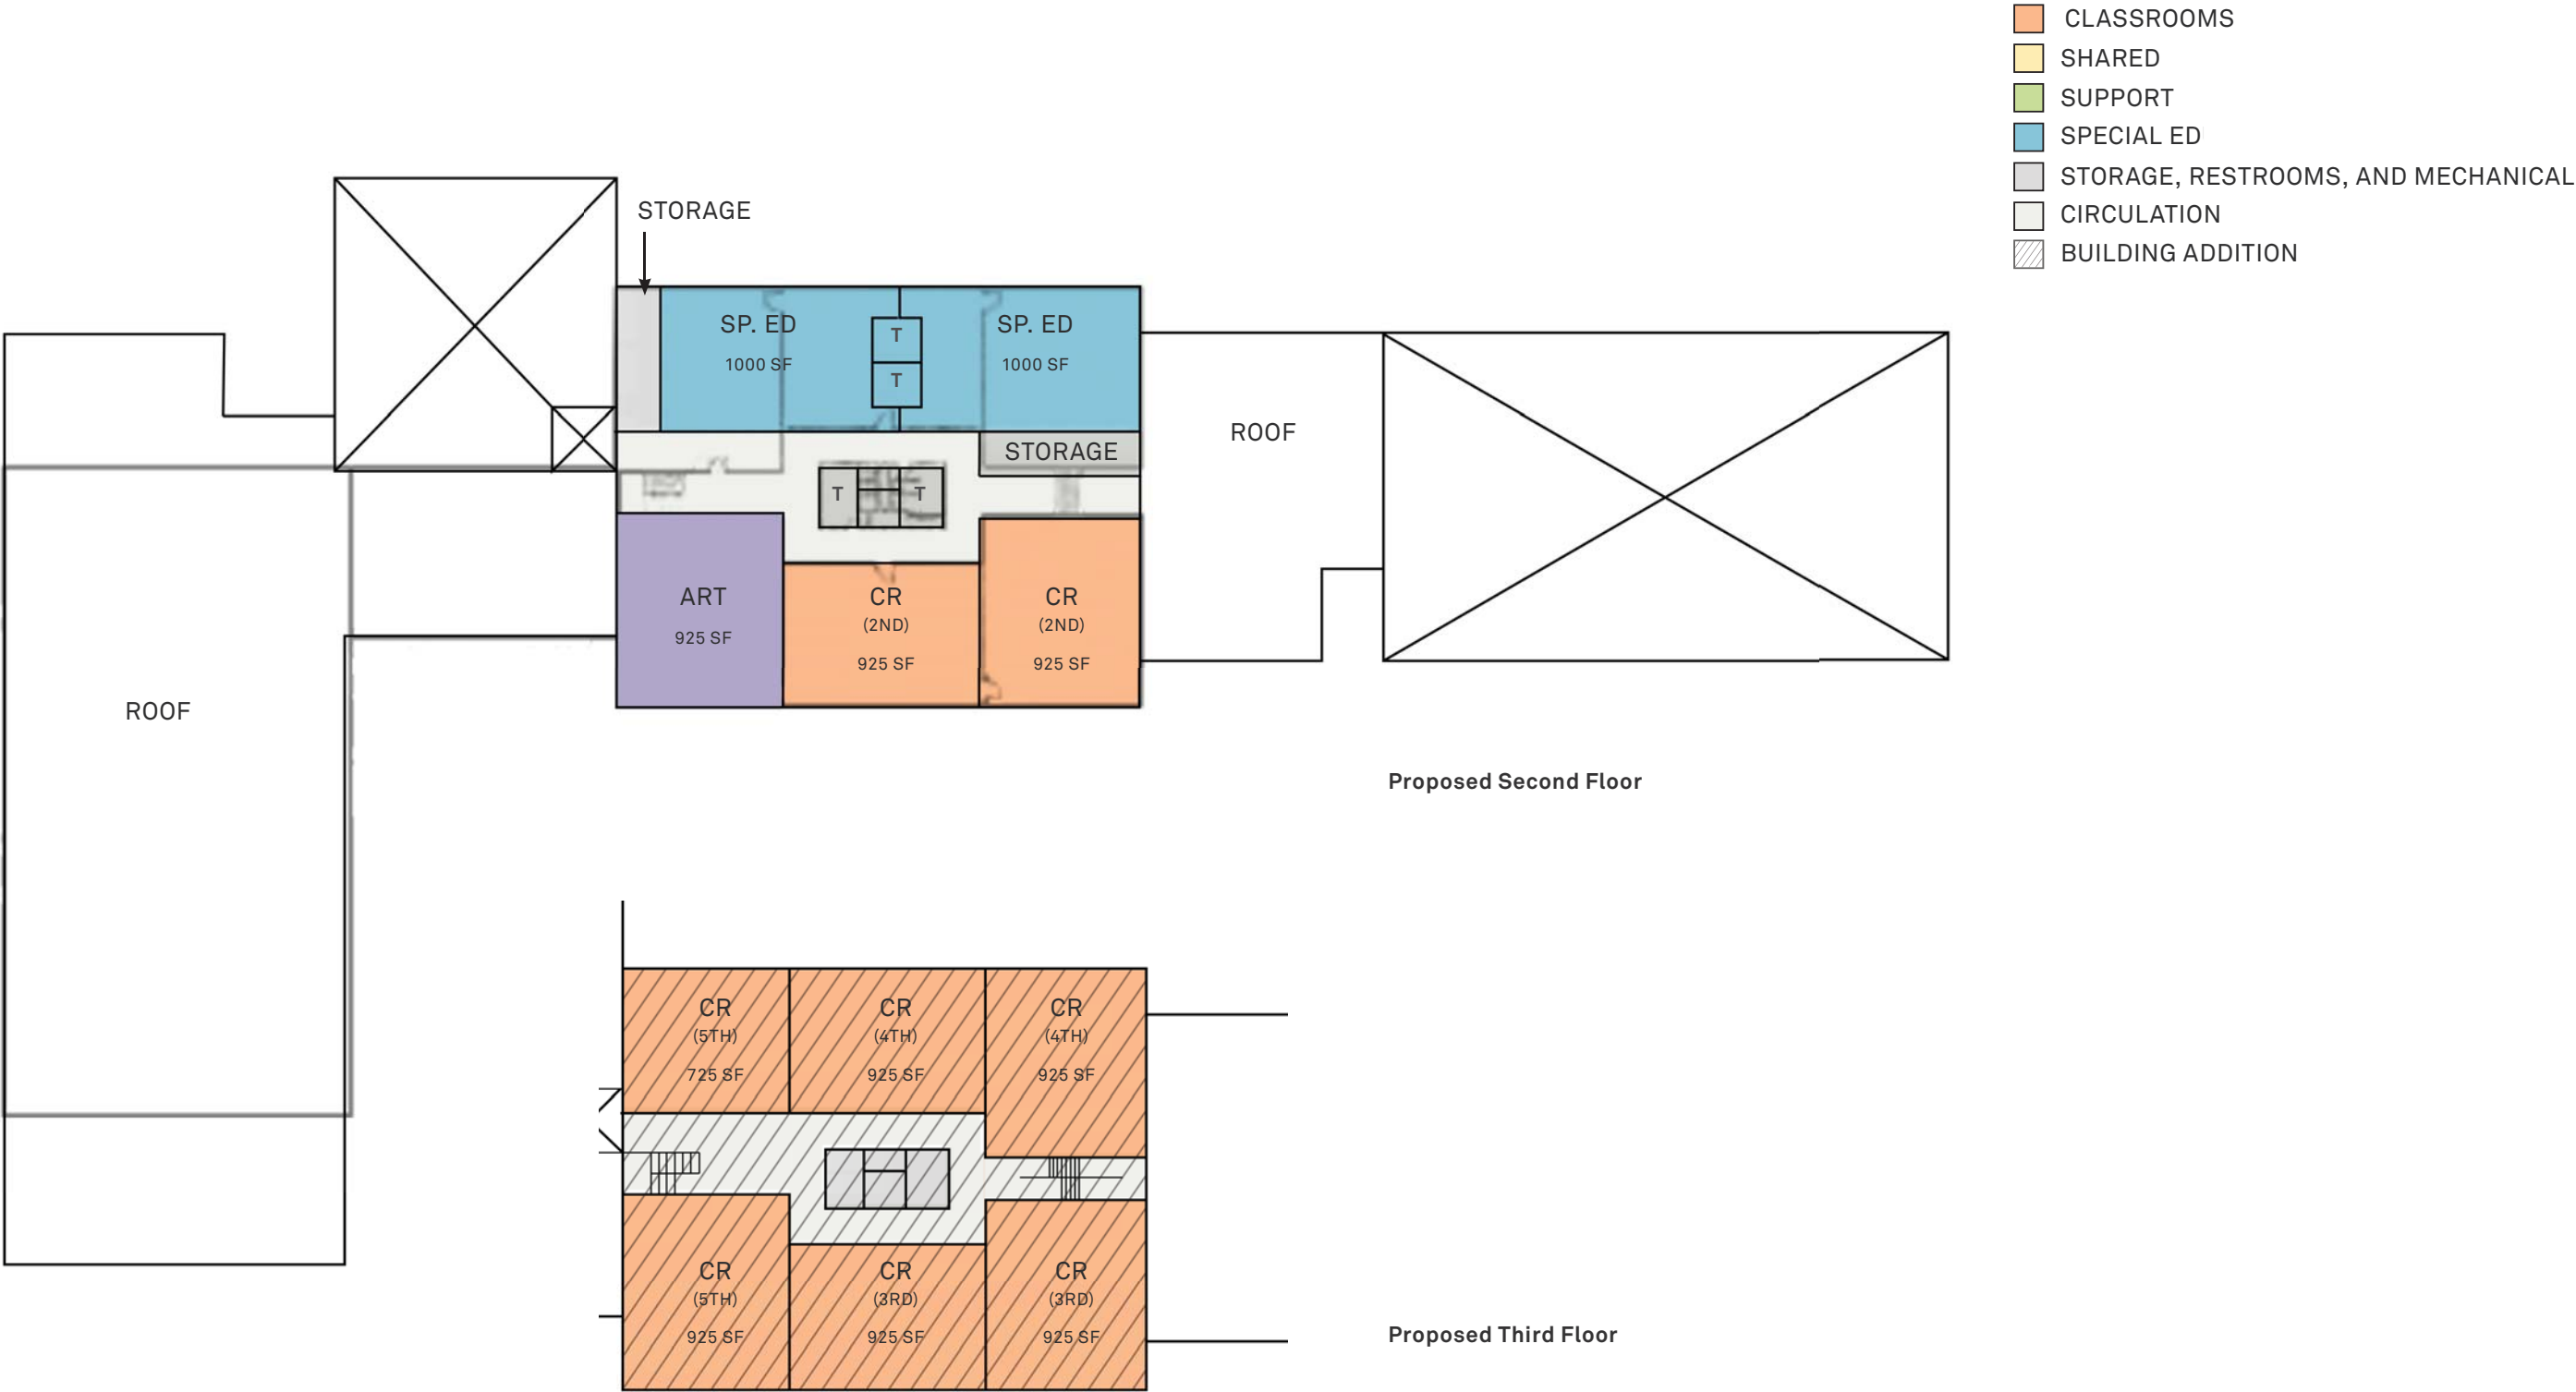 CLASSROOMS
SHARED
SUPPORT
SPECIAL ED
STORAGE, RESTROOMS, AND MECHANICAL
CIRCULATION
BUILDING ADDITION
STORAGE
SP. ED
1000 SF
T
T
SP. ED
1000 SF
STORAGE
ROOF
T
T
ART
925 SF
CR
(2ND)
925 SF
CR
(2ND)
925 SF
ROOF
Proposed Second Floor
CR
(5TH)
725 SF
CR
(4TH)
925 SF
CR
(4TH)
925 SF
CR
(5TH)
925 SF
CR
(3RD)
925 SF
CR
(3RD)
925 SF
Proposed Third Floor